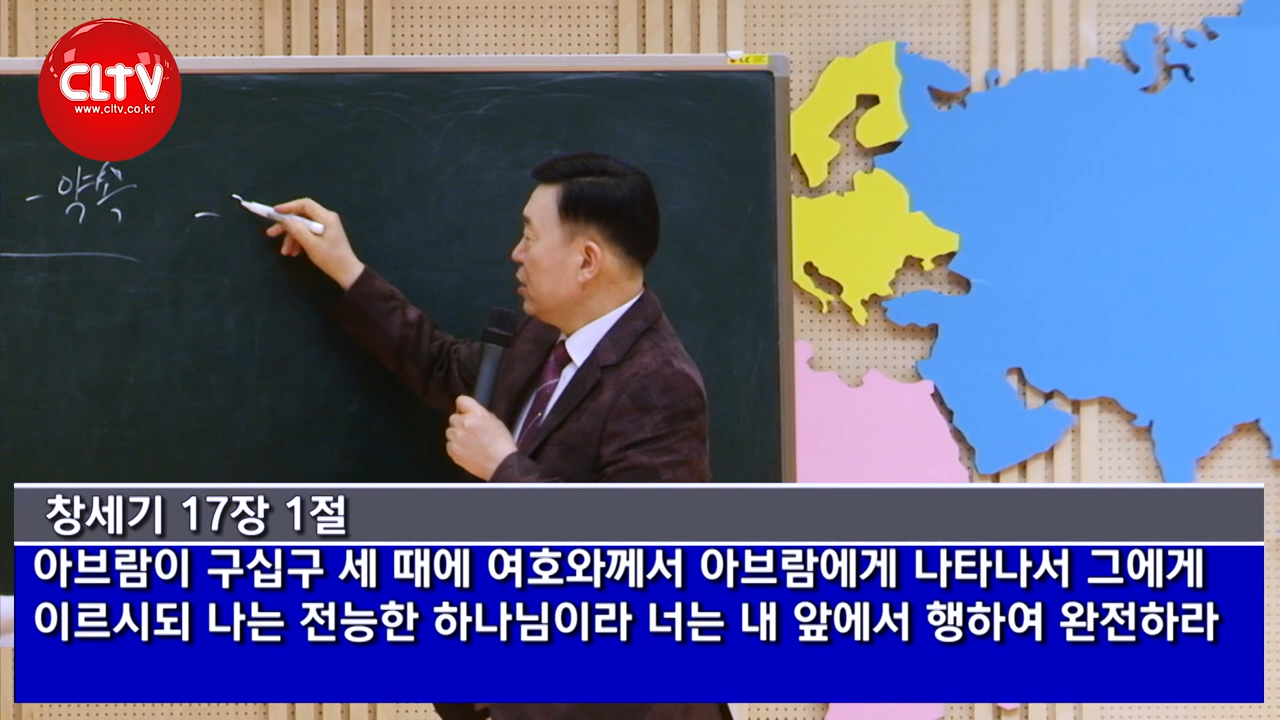 CLTV
www.cltv.co.kr
- 약속
-
창세기 17장 1절
아브람이 구십구 세 때에 여호와께서 아브람에게 나타나서 그에게
이르시되 나는 전능한 하나님이라 너는 내 앞에서 행하여 완전하라